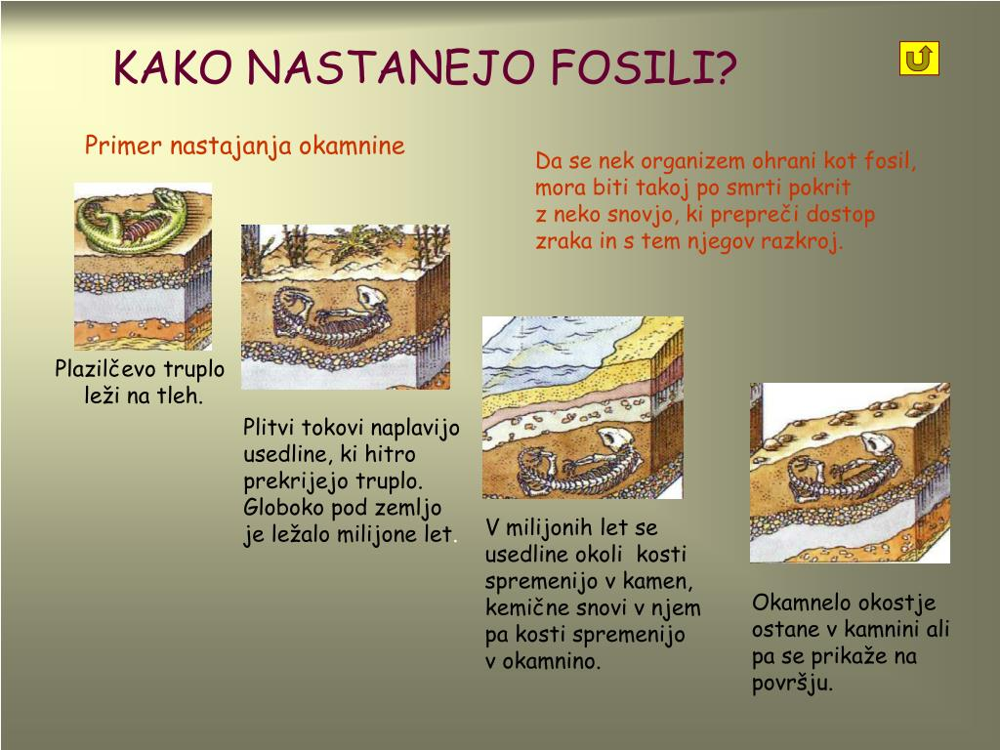 KAKO NASTANEJO FOSILI?
Primer nastajanja okamnine
Da se nek organizem ohrani kot fosil,
mora biti takoj po smrti pokrit
z neko snovjo, ki prepreči dostop
zraka in s tem njegov razkroj.
Plazilčevo truplo
leži na tleh.
Plitvi tokovi naplavijo
usedline, ki hitro
prekrijejo truplo.
Globoko pod zemljo
je ležalo milijone let.
V milijonih let se
usedline okoli  kosti
spremenijo v kamen,
kemične snovi v njem
pa kosti spremenijo
v okamnino.
Okamnelo okostje
ostane v kamnini ali
pa se prikaže na
površju.